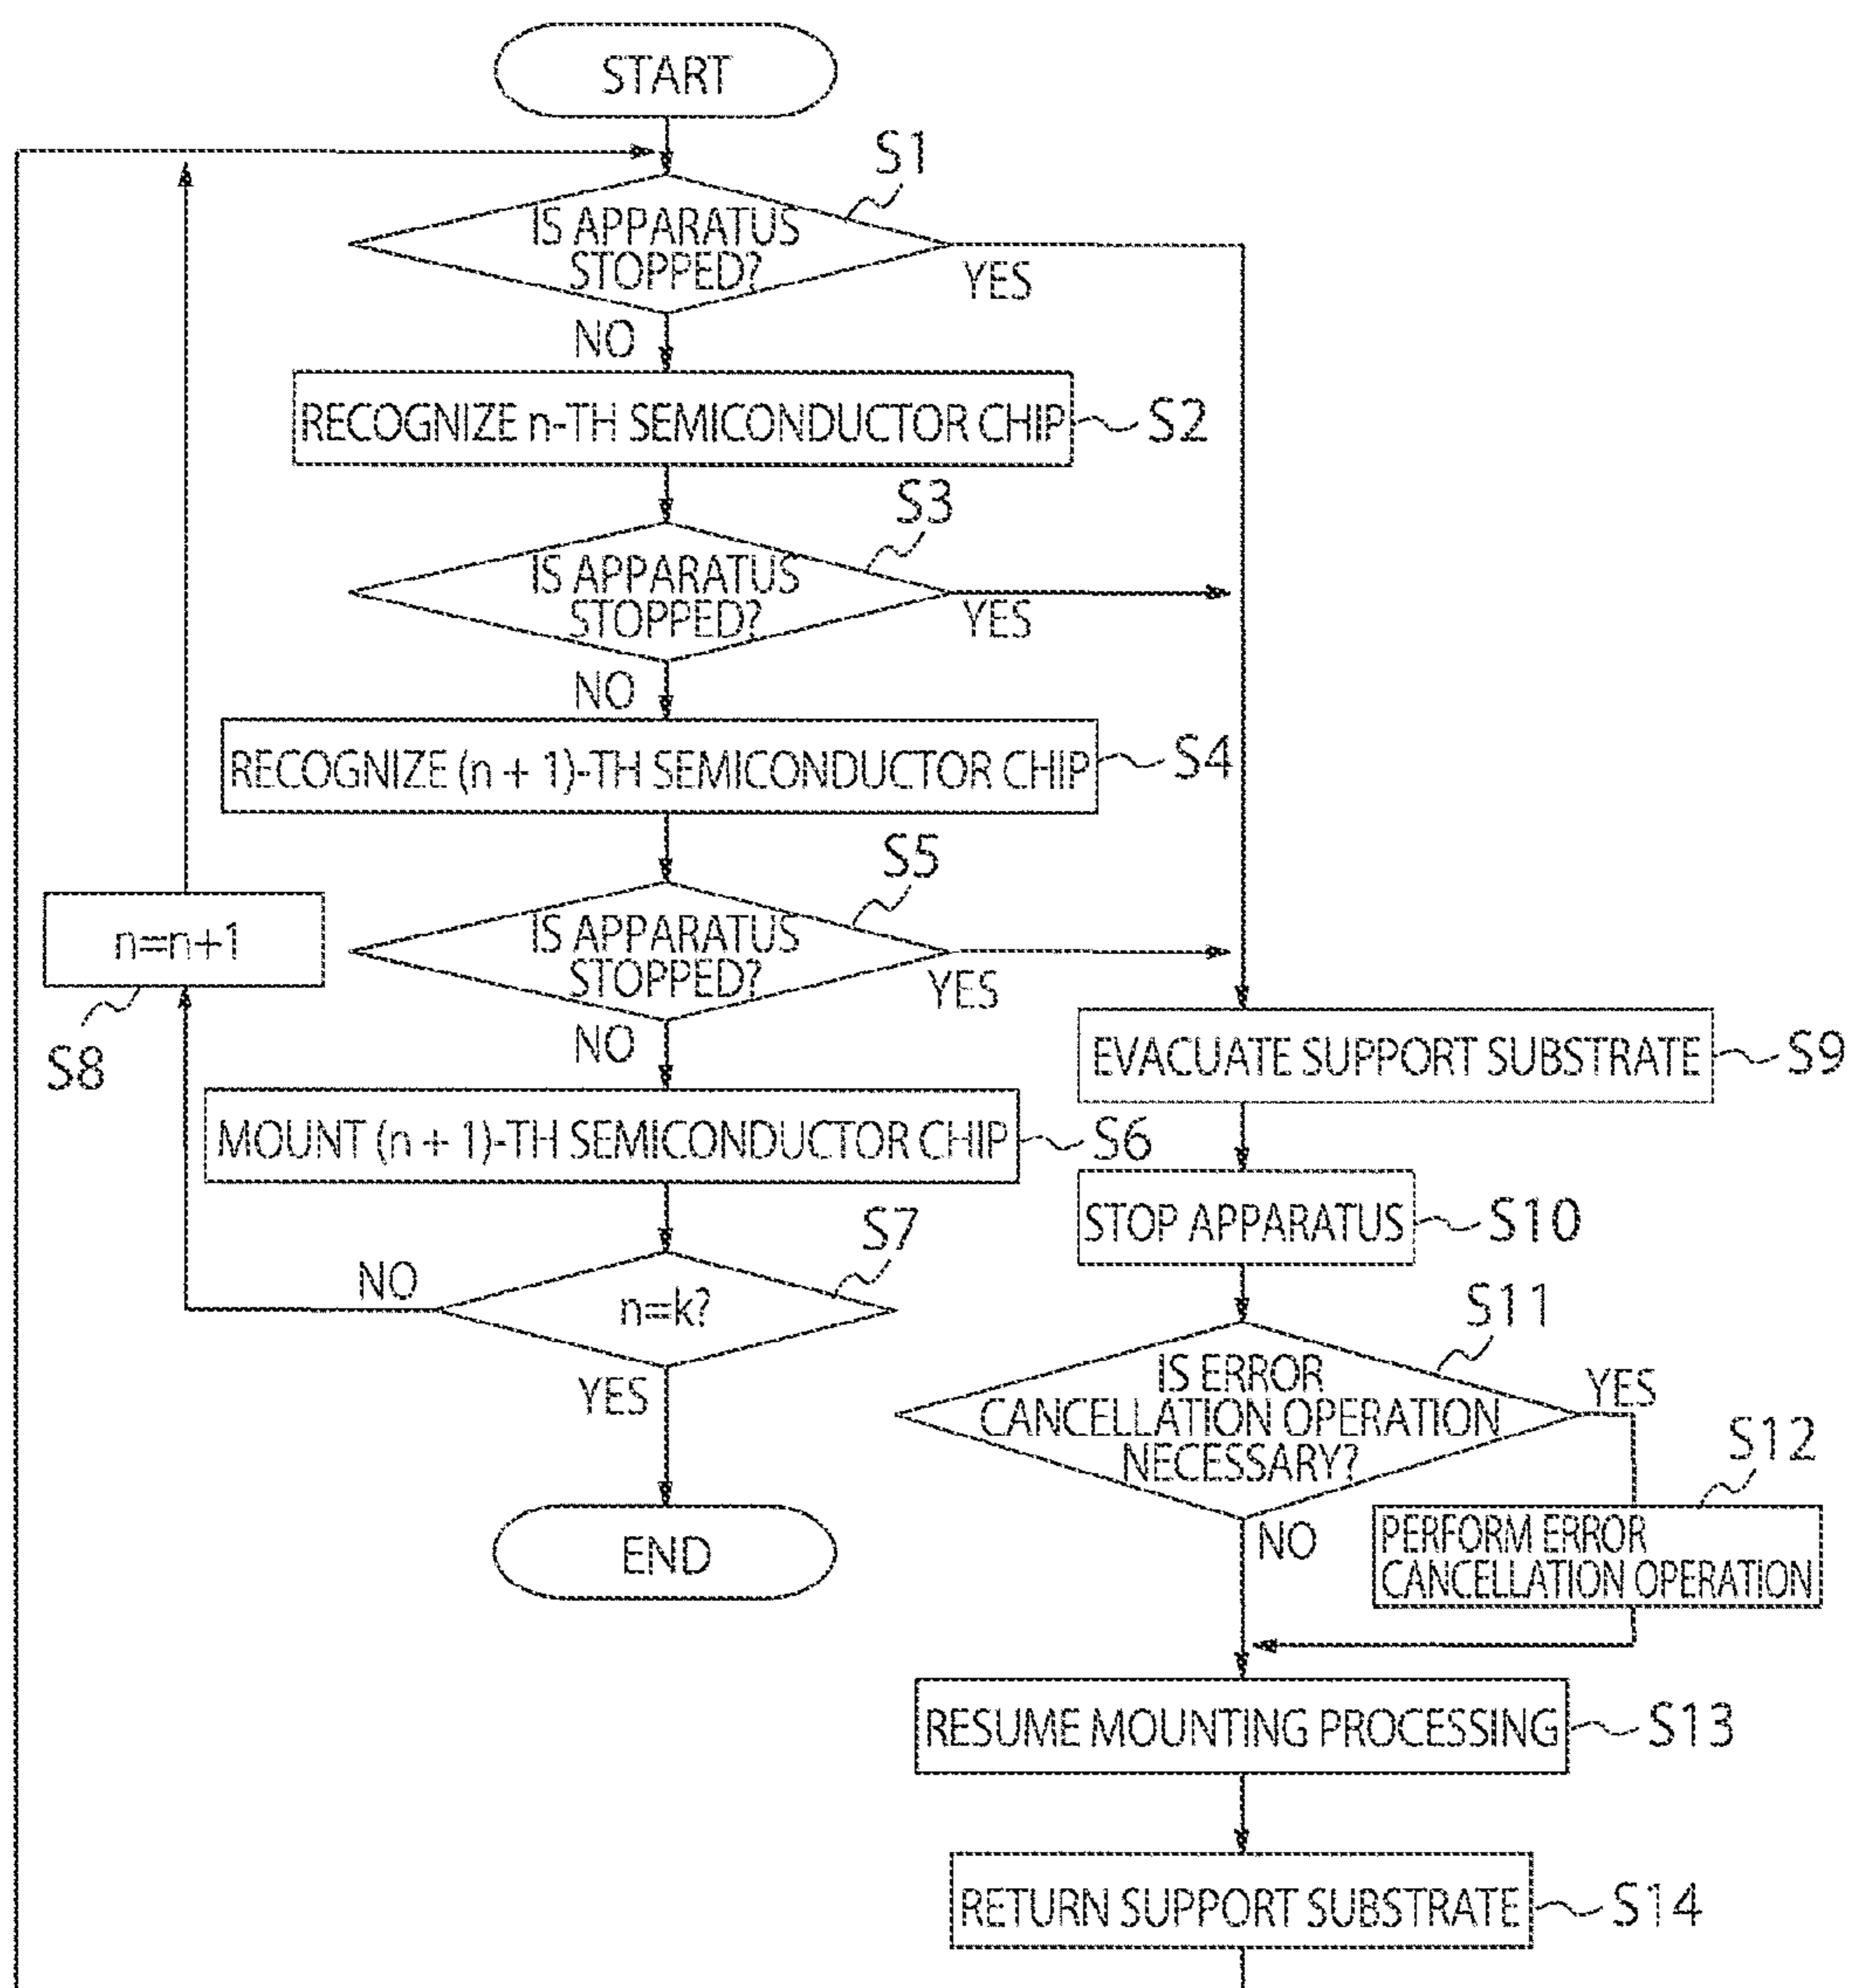 START
S1
IS APPARATUS
STOPPED?
YES
NO
RECOGNIZE n-TH SEMICONDUCTOR CHIP
S2
S3
IS APPARATUS
STOPPED?
YES
NO
RECOGNIZE (n + 1)-TH SEMICONDUCTOR CHIP
S4
S5
IS APPARATUS
STOPPED?
YES
NO
n=n+1
S8
MOUNT (n + 1)-TH SEMICONDUCTOR CHIP
S6
S7
n=k?
NO
YES
END
EVACUATE SUPPORT SUBSTRATE
S9
STOP APPARATUS
S10
S11
IS ERROR
CANCELLATION OPERATION
NECESSARY?
YES
NO
S12
PERFORM ERROR
CANCELLATION OPERATION
RESUME MOUNTING PROCESSING
S13
RETURN SUPPORT SUBSTRATE
S14